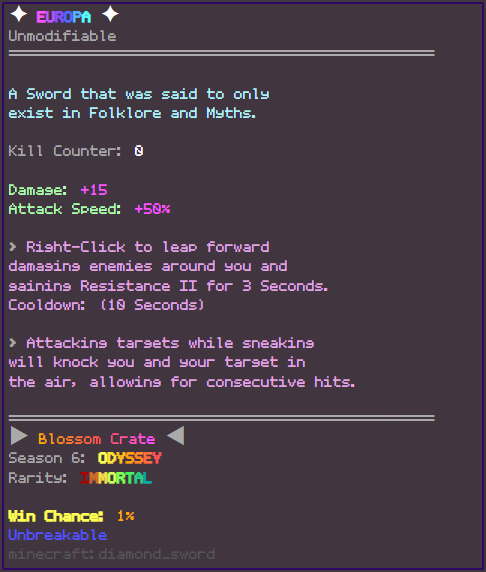 ✦ EUROPA ✦
Unmodifiable
A Sword that was said to only
exist in Folklore and Myths.
Kill Counter: 0
Damage: +15
Attack Speed: +50%
> Right-Click to leap forward
damaging enemies around you and
gaining Resistance II for 3 Seconds.
Cooldown: (10 Seconds)
> Attacking targets while sneaking
will knock you and your target in
the air, allowing for consecutive hits.
▶ Blossom Crate ◀
Season 6: ODYSSEY
Rarity: IMMORTAL
Win Chance: 1%
Unbreakable
minecraft:diamond_sword